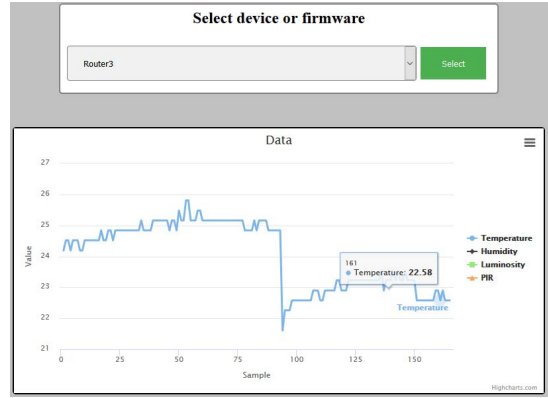 Select device or firmware
Router3
Select
Data
27
26
25
24
23
22
21
Value
161
Temperature: 22.58
Temperature
0
25
50
75
100
125
150
Sample
Temperature
Humidity
Luminosity
PIR
Highcharts.com